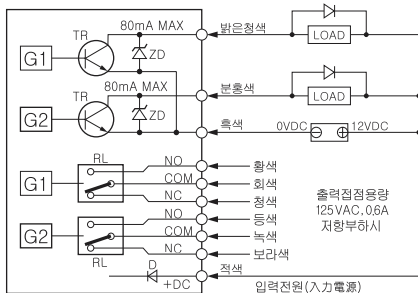 80mA MAX
TR
밝은청색
LOAD
G1
ZD
80mA MAX
TR
분홍색
LOAD
G2
ZD
흑색
0VDC
12VDC
RL
NO
황색
G1
COM
회색
NC
청색
출력접점용량
125VAC, 0.6A
저항부하시
NO
등색
G2
COM
녹색
NC
보라색
RL
D
+DC
적색
입력전원(入力電源)